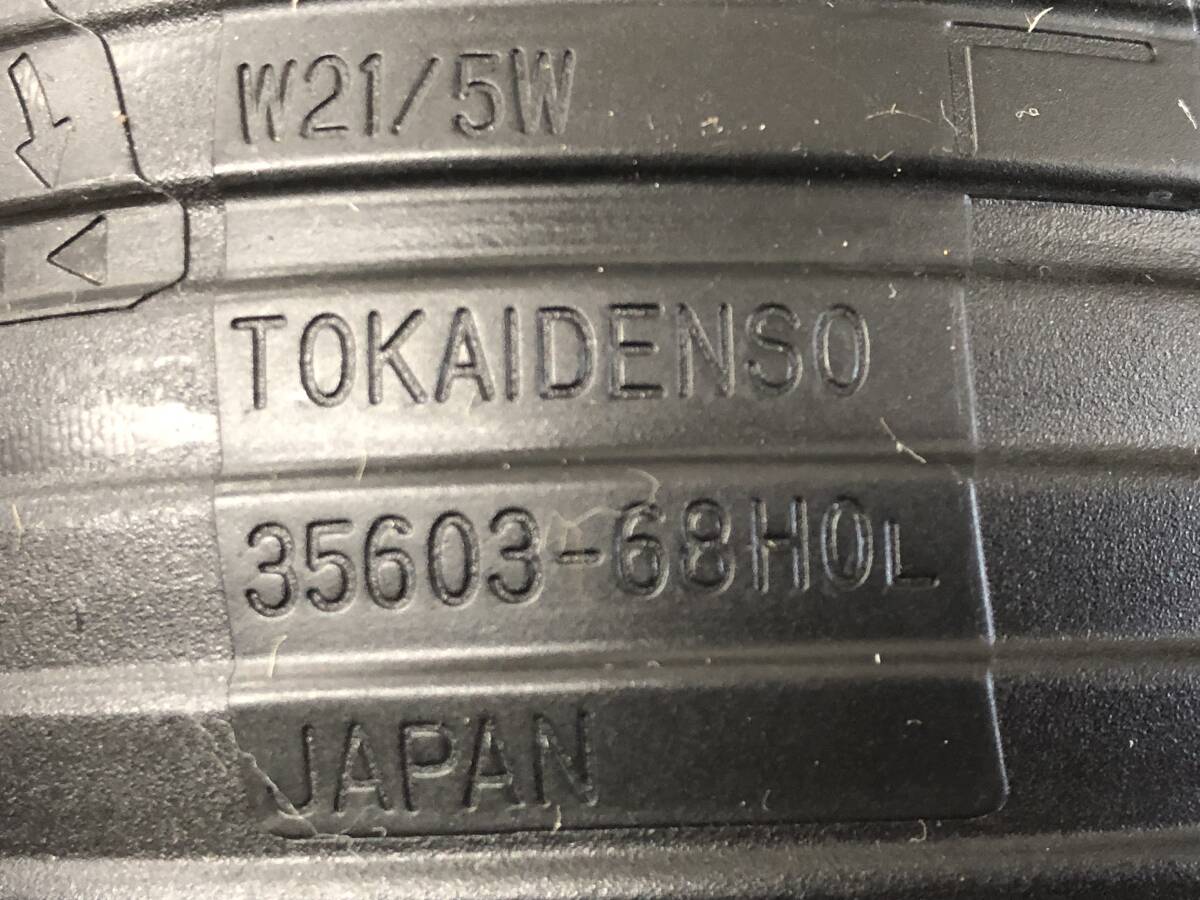 W21/5W
TOKAIDENSO
35603-68H0L
JAPAN